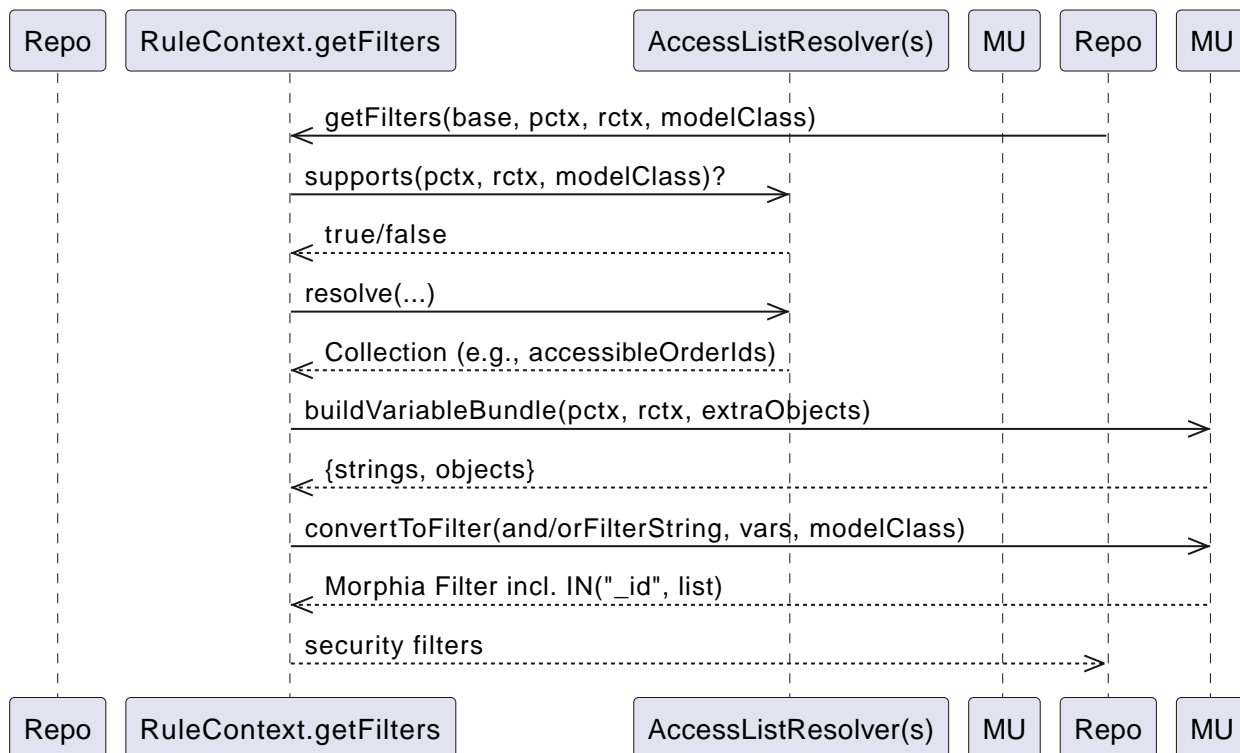 Repo RuleContext.getFilters AccessListResolver(s) MU Repo MU
getFilters(base, pctx, rctx, modelClass)
supports(pctx, rctx, modelClass)?
true/false
resolve(...)
Collection (e.g., accessibleOrderIds)
buildVariableBundle(pctx, rctx, extraObjects)
{strings, objects}
convertToFilter(and/orFilterString, vars, modelClass)
Morphia Filter incl. IN("_id", list)
security filters
Repo RuleContext.getFilters AccessListResolver(s) MU Repo MU